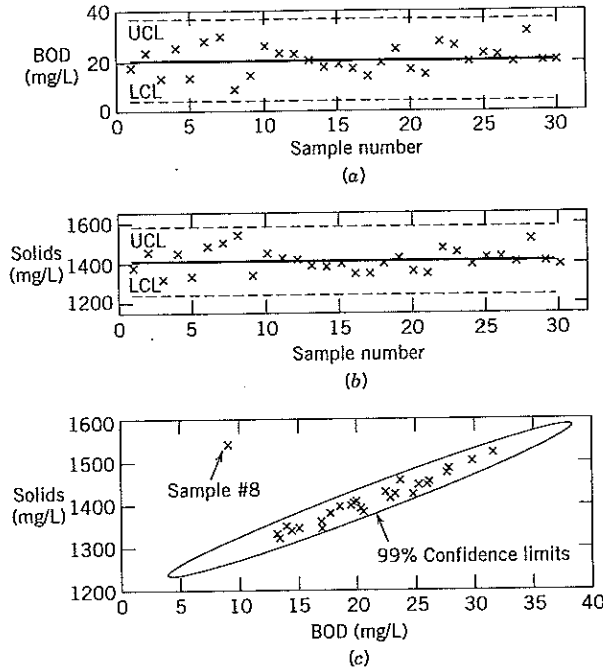 40
UCL
BOD
(mg/L)
20
LCL
0
0 5 10 15 20 25 30
Sample number
(a)
1600
UCL
Solids
(mg/L)
1400
LCL
1200
0 5 10 15 20 25 30
Sample number
(b)
1600
1500
Sample #8
Solids
(mg/L)
1400
1300
99% Confidence limits
1200
0 5 10 15 20 25 30 35 40
BOD (mg/L)
(c)